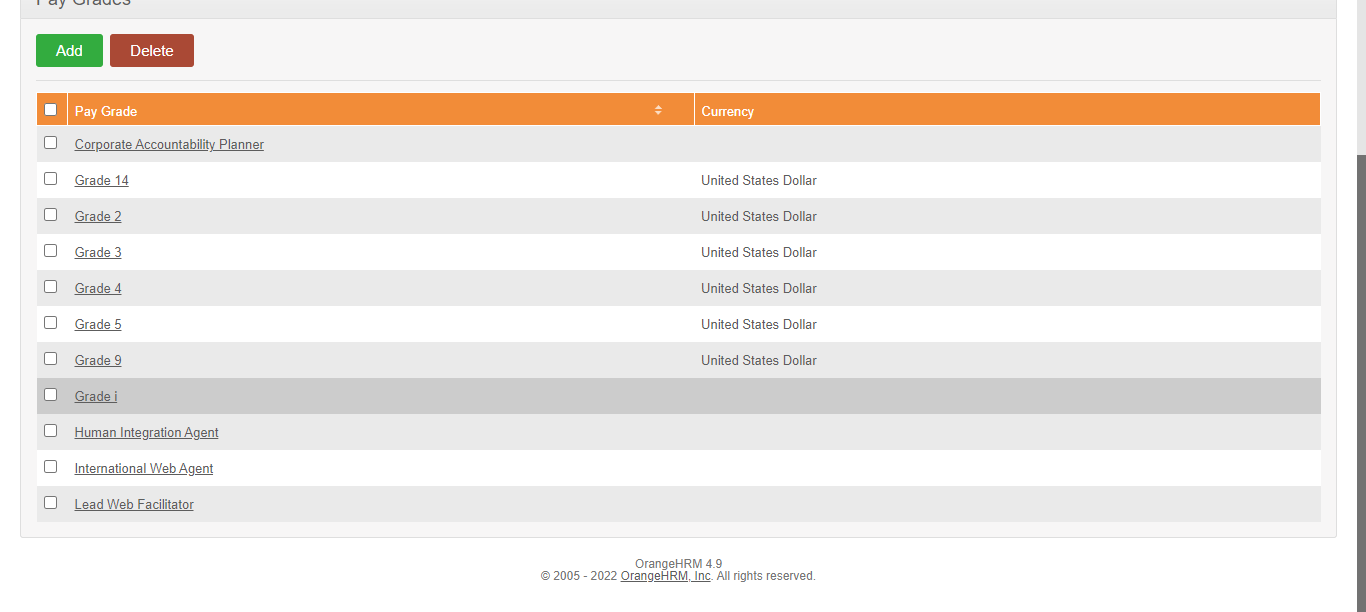 Pay Grades
Add Delete
Pay Grade Currency
Corporate Accountability Planner
Grade 14 United States Dollar
Grade 2 United States Dollar
Grade 3 United States Dollar
Grade 4 United States Dollar
Grade 5 United States Dollar
Grade 9 United States Dollar
Grade i
Human Integration Agent
International Web Agent
Lead Web Facilitator
OrangeHRM 4.9
© 2005 - 2022 OrangeHRM, Inc. All rights reserved.